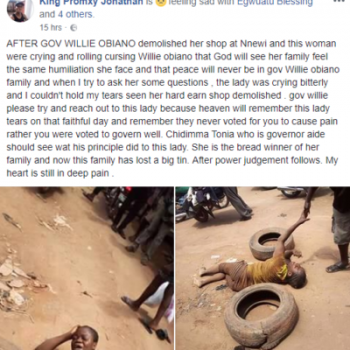 King Promxy Jonathan is feeling sad with Egwuatu Blessing
and 4 others.
15 hrs ·
AFTER GOV WILLIE OBIANO demolished her shop at Nnewi and this woman
were crying and rolling cursing Willie obiano that God will see her family feel
the same humiliation she face and that peace will never be in gov Willie obiano
family and when I try to ask her some questions , the lady was crying bitterly
and I couldn't hold my tears seen her hard earn shop demolished . gov willie
please try and reach out to this lady because heaven will remember this lady
tears on that faithful day and remember they never voted for you to cause pain
rather you were voted to govern well. Chidimma Tonia who is governor aide
should see wat his principle did to this lady. She is the bread winner of her
family and now this family has lost a big tin. After power judgement follows. My
heart is still in deep pain .